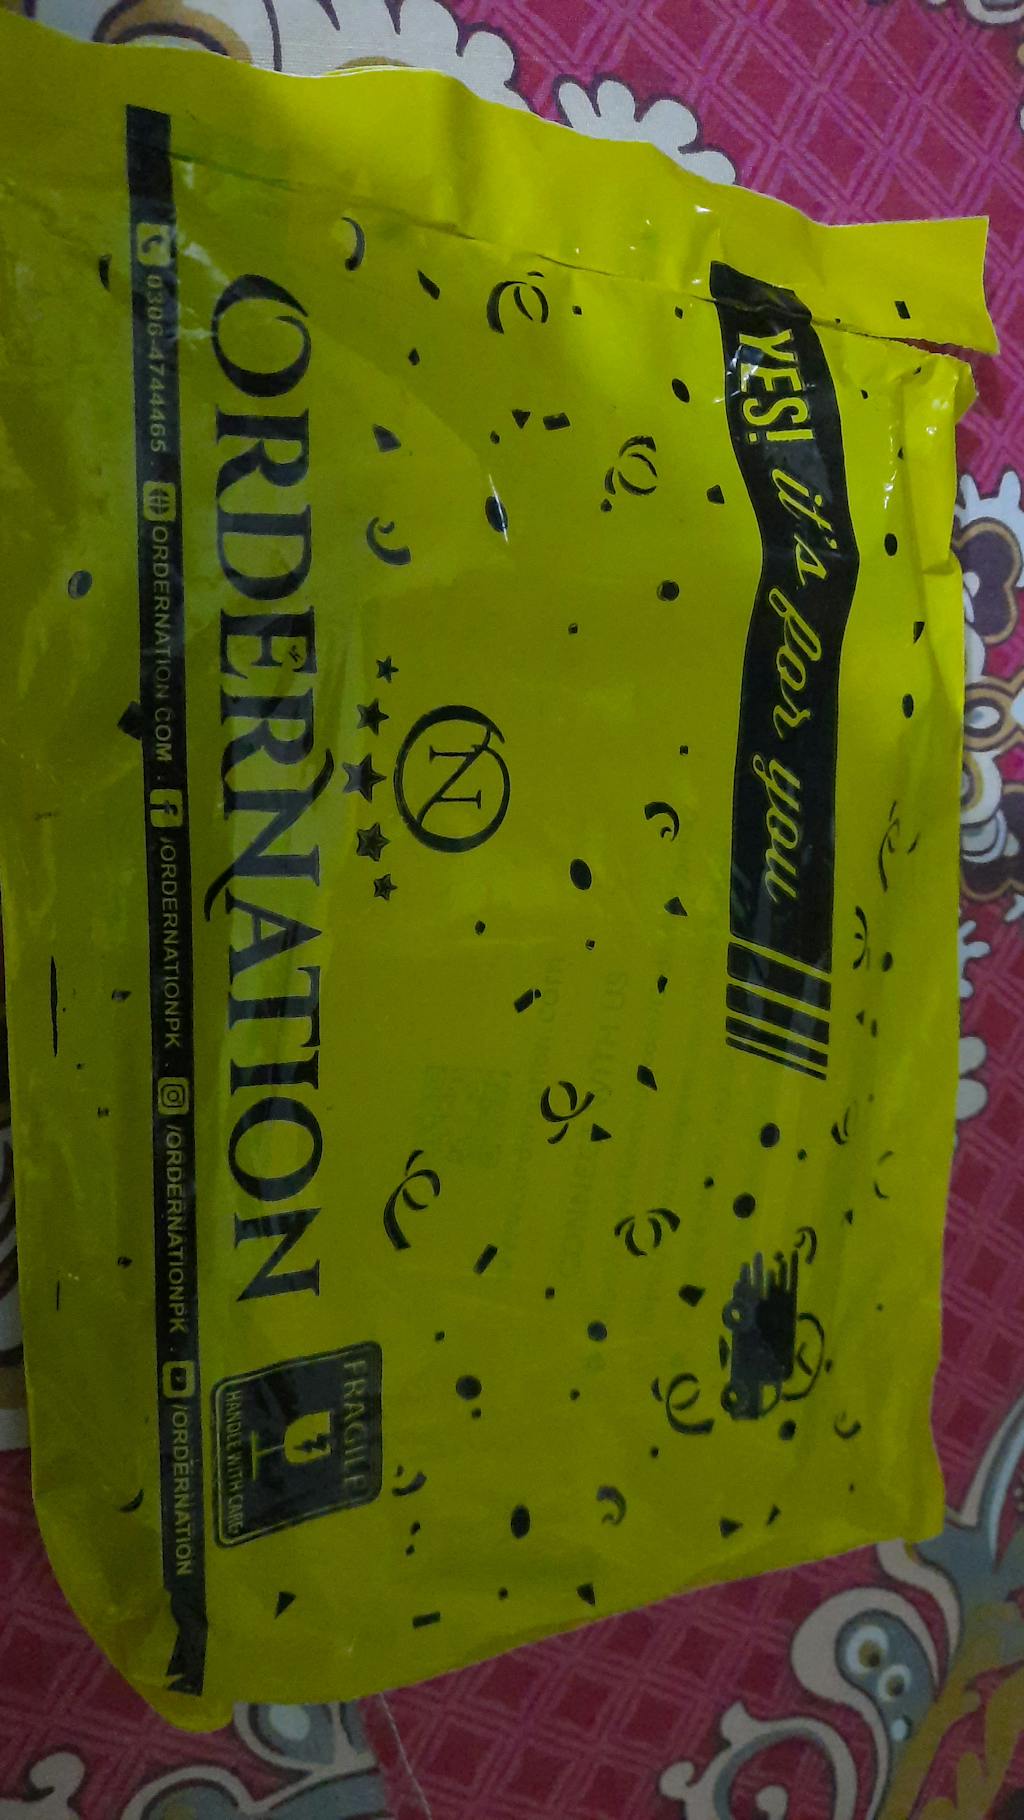 YES! it's for you
N
ORDERNATION
FRAGILE
HANDLE WITH CARE
0306-4744465 . ORDERNATION.COM . /ORDERNATIONPK . /ORDERNATIONPK . /ORDERNATION